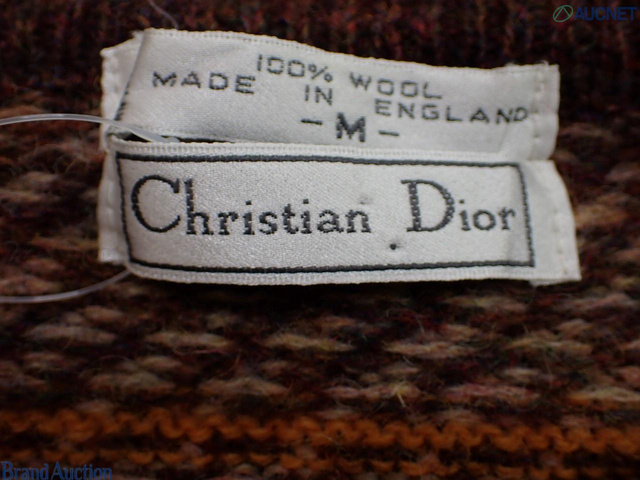 AUCNET
100% WOOL
MADE IN ENGLAND
- M -
Christian Dior
Brand Auction